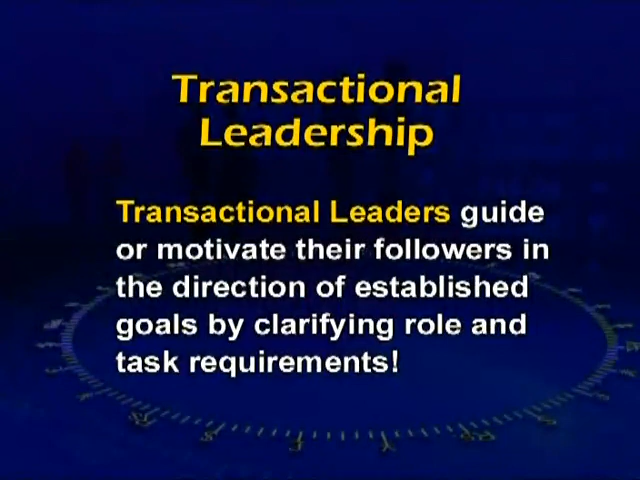 Transactional
Leadership
Transactional Leaders guide
or motivate their followers in
the direction of established
goals by clarifying role and
task requirements!